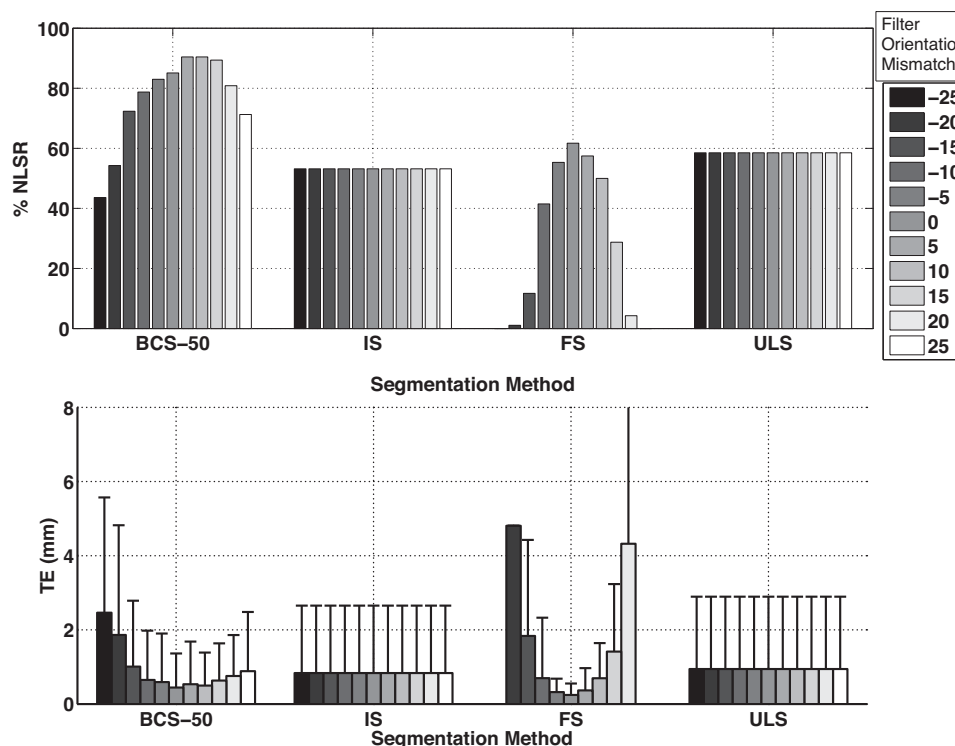 % NLSR
100
80
60
40
20
0
BCS–50 IS FS ULS
Segmentation Method
Filter
Orientatio
Mismatch
–25
–20
–15
–10
–5
0
5
10
15
20
25
TE (mm)
8
6
4
2
0
BCS–50 IS FS ULS
Segmentation Method